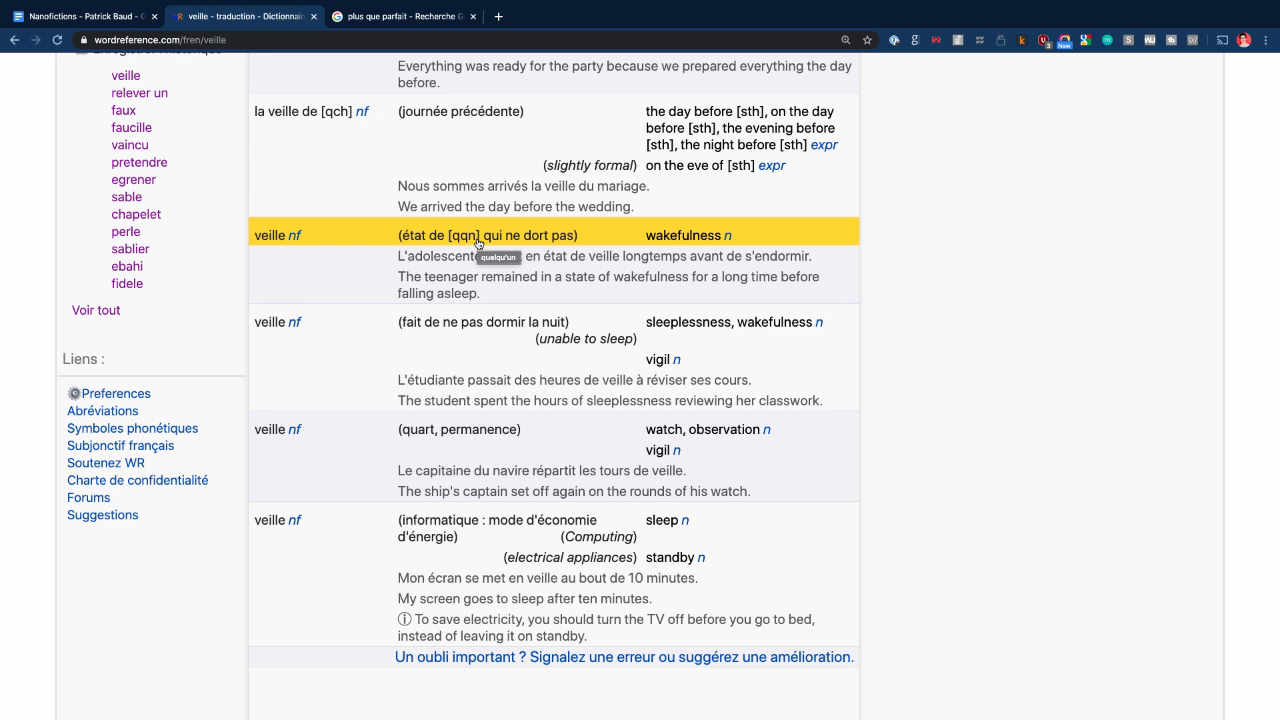 Nanofictions - Patrick Baud - G
veille - traduction - Dictionnair
plus que parfait - Recherche G
wordreference.com/fren/veille
New
veille
relever un
faux
faucille
vaincu
pretendre
egrener
sable
chapelet
perle
sablier
ebahi
fidele
Voir tout
Liens :
Preferences
Abréviations
Symboles phonétiques
Subjonctif français
Soutenez WR
Charte de confidentialité
Forums
Suggestions
Everything was ready for the party because we prepared everything the day
before.
la veille de [qch] nf (journée précédente) the day before [sth], on the day
before [sth], the evening before
[sth], the night before [sth] expr
(slightly formal) on the eve of [sth] expr
Nous sommes arrivés la veille du mariage.
We arrived the day before the wedding.
veille nf (état de [qqn] qui ne dort pas) wakefulness n
quelqu'un
L'adolescent en état de veille longtemps avant de s'endormir.
The teenager remained in a state of wakefulness for a long time before
falling asleep.
veille nf (fait de ne pas dormir la nuit) sleeplessness, wakefulness n
(unable to sleep)
vigil n
L'étudiante passait des heures de veille à réviser ses cours.
The student spent the hours of sleeplessness reviewing her classwork.
veille nf (quart, permanence) watch, observation n
vigil n
Le capitaine du navire répartit les tours de veille.
The ship's captain set off again on the rounds of his watch.
veille nf (informatique : mode d'économie sleep n
d'énergie) (Computing)
(electrical appliances) standby n
Mon écran se met en veille au bout de 10 minutes.
My screen goes to sleep after ten minutes.
ⓘ To save electricity, you should turn the TV off before you go to bed,
instead of leaving it on standby.
Un oubli important ? Signalez une erreur ou suggérez une amélioration.